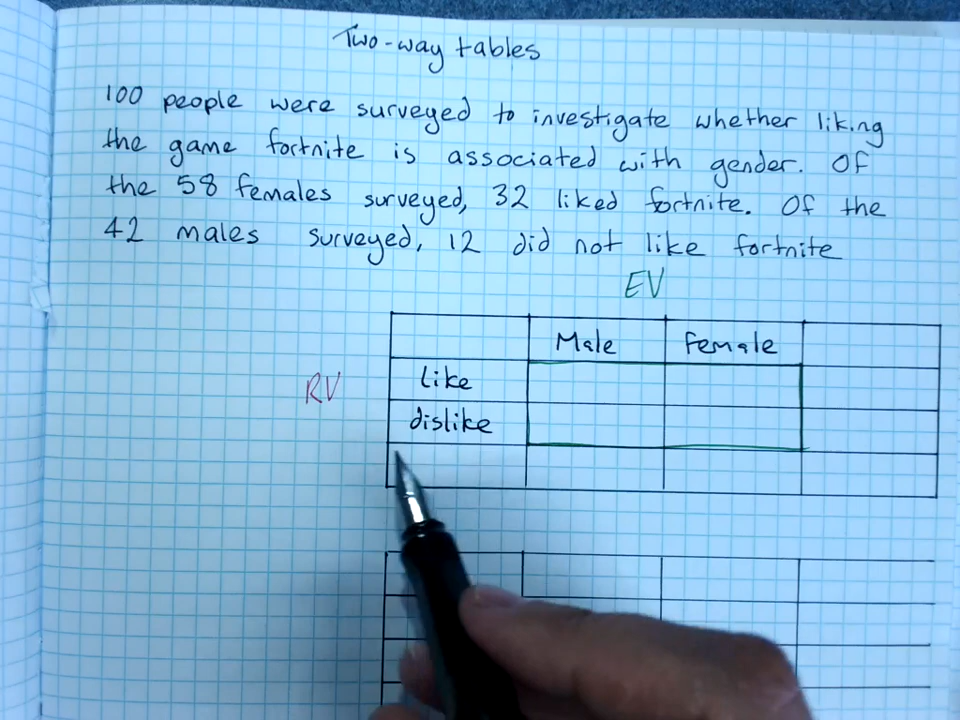 Two-way tables
100 people were surveyed to investigate whether liking
the game fortnite is associated with gender. Of
the 58 females surveyed, 32 liked fortnite. Of the
42 males surveyed, 12 did not like fortnite
EV
Male Female
RV like
dislike